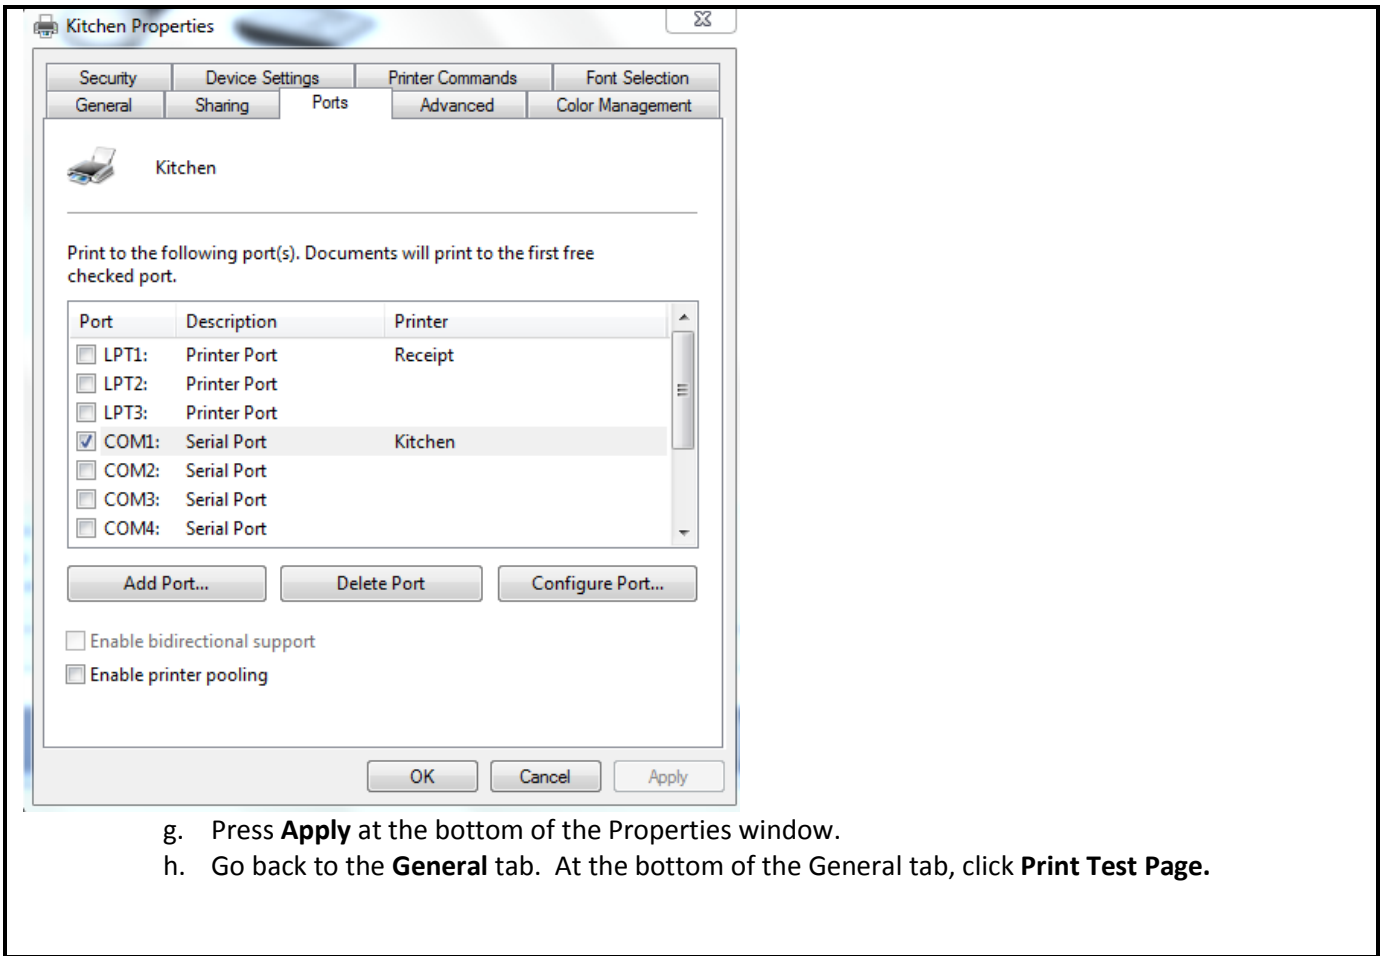 Kitchen Properties
Security Device Settings Printer Commands Font Selection
General Sharing Ports Advanced Color Management
Kitchen
Print to the following port(s). Documents will print to the first free
checked port.
Port Description Printer
LPT1: Printer Port Receipt
LPT2: Printer Port
LPT3: Printer Port
COM1: Serial Port Kitchen
COM2: Serial Port
COM3: Serial Port
COM4: Serial Port
Add Port... Delete Port Configure Port...
Enable bidirectional support
Enable printer pooling
OK Cancel Apply
g. Press Apply at the bottom of the Properties window.
h. Go back to the General tab. At the bottom of the General tab, click Print Test Page.